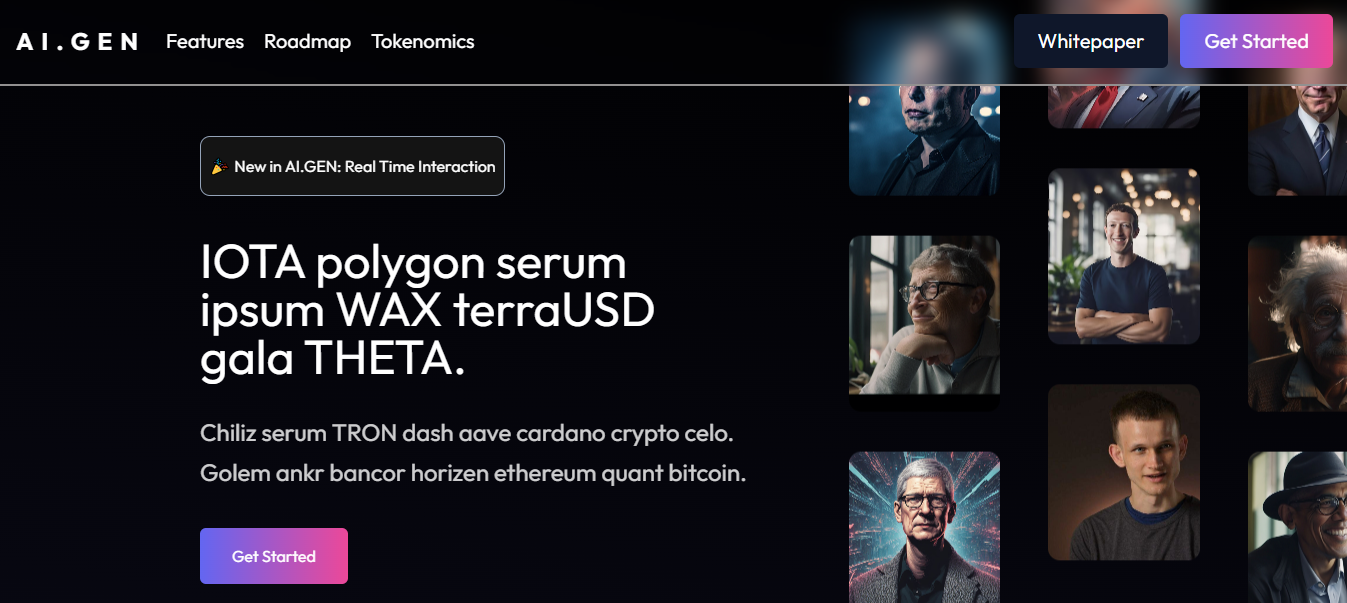 AI.GEN Features Roadmap Tokenomics Whitepaper Get Started
🎉 New in AI.GEN: Real Time Interaction
IOTA polygon serum
ipsum WAX terraUSD
gala THETA.
Chiliz serum TRON dash aave cardano crypto celo.
Golem ankr bancor horizen ethereum quant bitcoin.
Get Started